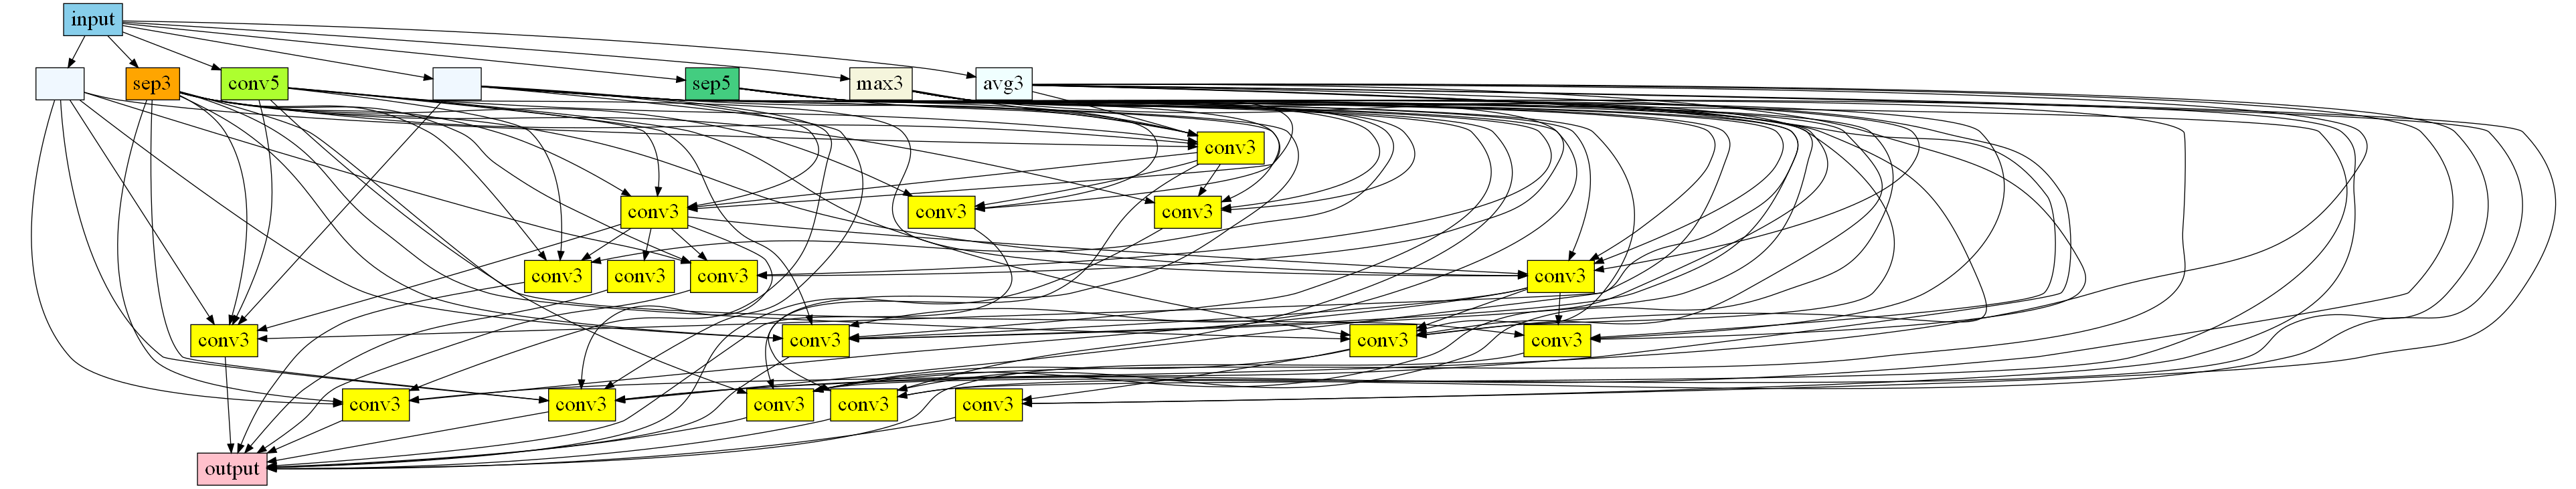 input
sep3 conv5 sep5 max3 avg3
conv3
conv3 conv3 conv3
conv3 conv3 conv3 conv3
conv3 conv3 conv3 conv3
conv3 conv3 conv3 conv3 conv3
output